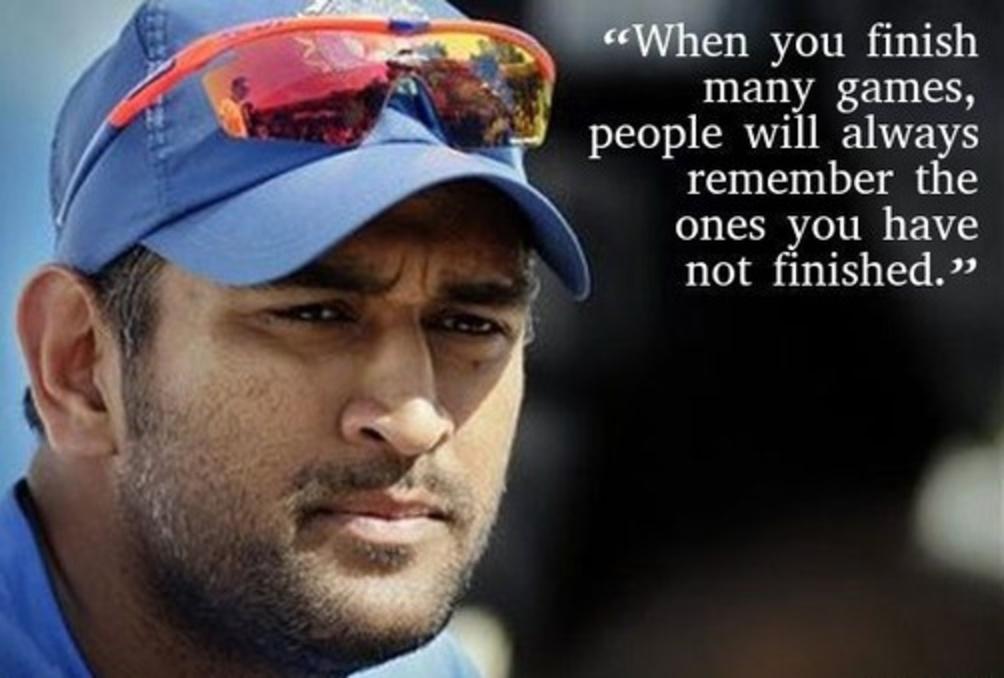 “When you finish
many games,
people will always
remember the
ones you have
not finished.”